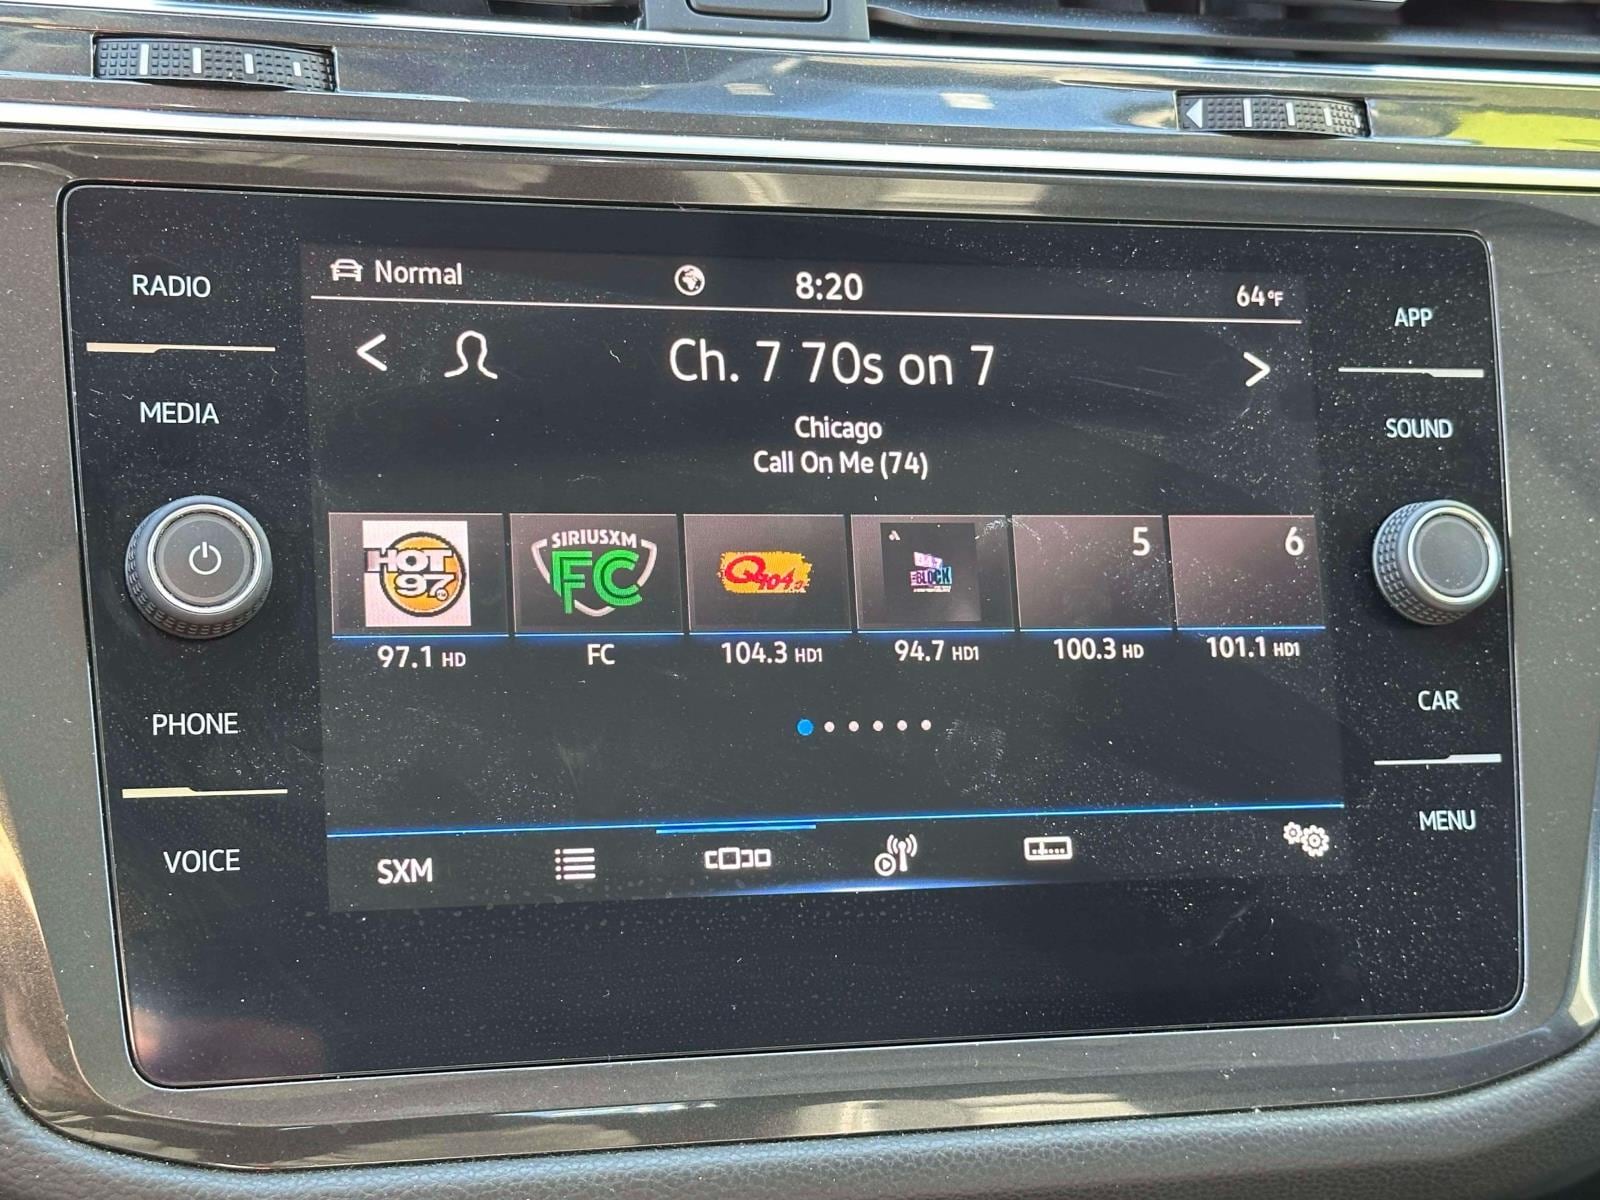 RADIO
MEDIA
PHONE
VOICE
Normal
8:20
64°F
< Ch. 7 70s on 7 >
Chicago
Call On Me (74)
HOT
97
SIRIUSXM
FC
Q104.3
BLOCK
5
6
97.1 HD
FC
104.3 HD1
94.7 HD1
100.3 HD
101.1 HD1
SXM
APP
SOUND
CAR
MENU